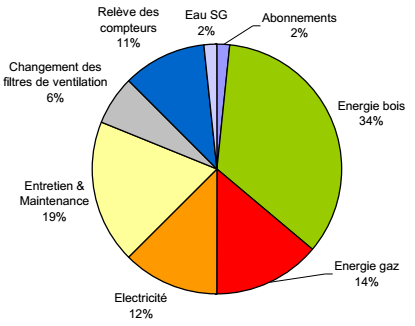 Relève des
compteurs
11%
Eau SG
2%
Abonnements
2%
Changement des
filtres de ventilation
6%
Energie bois
34%
Entretien &
Maintenance
19%
Energie gaz
14%
Electricité
12%